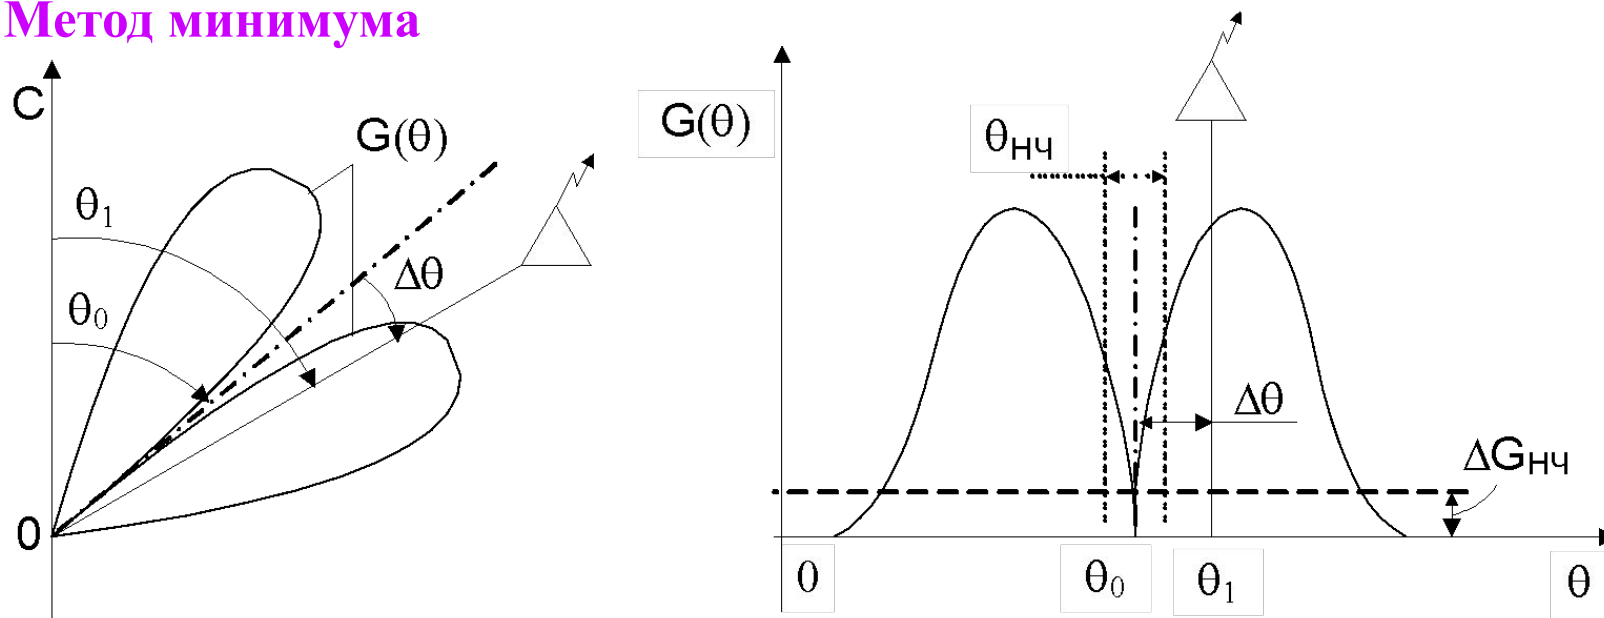 Метод минимума
C
G(θ)
θ₁
Δθ
θ₀
0
G(θ)
θНЧ
Δθ
ΔGНЧ
0
θ₀
θ₁
θ